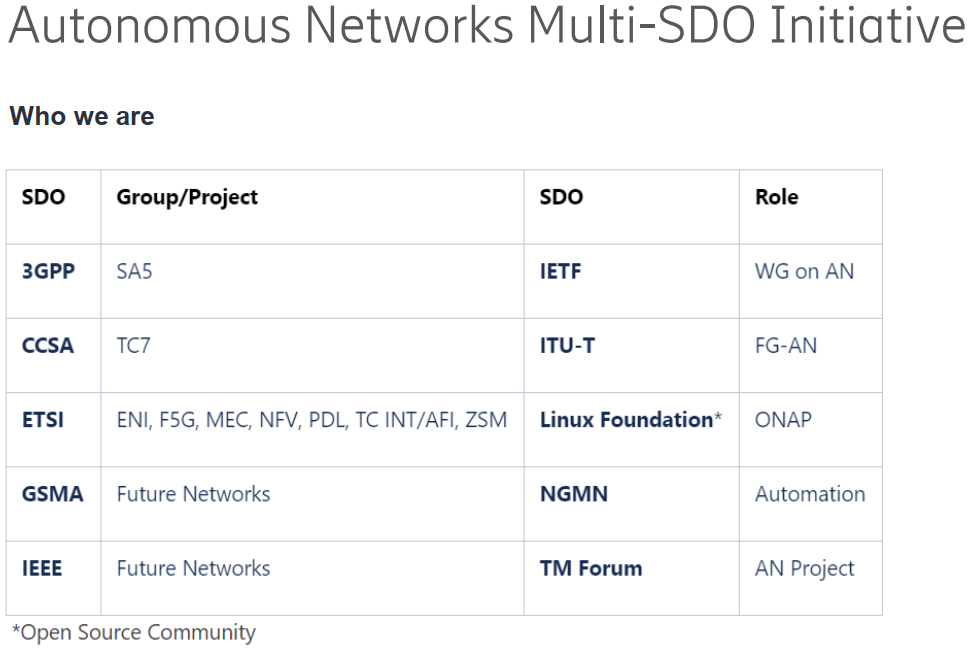 Autonomous Networks Multi-SDO Initiative
Who we are
SDO Group/Project SDO Role
3GPP SA5 IETF WG on AN
CCSA TC7 ITU-T FG-AN
ETSI ENI, F5G, MEC, NFV, PDL, TC INT/AFI, ZSM Linux Foundation* ONAP
GSMA Future Networks NGMN Automation
IEEE Future Networks TM Forum AN Project
*Open Source Community